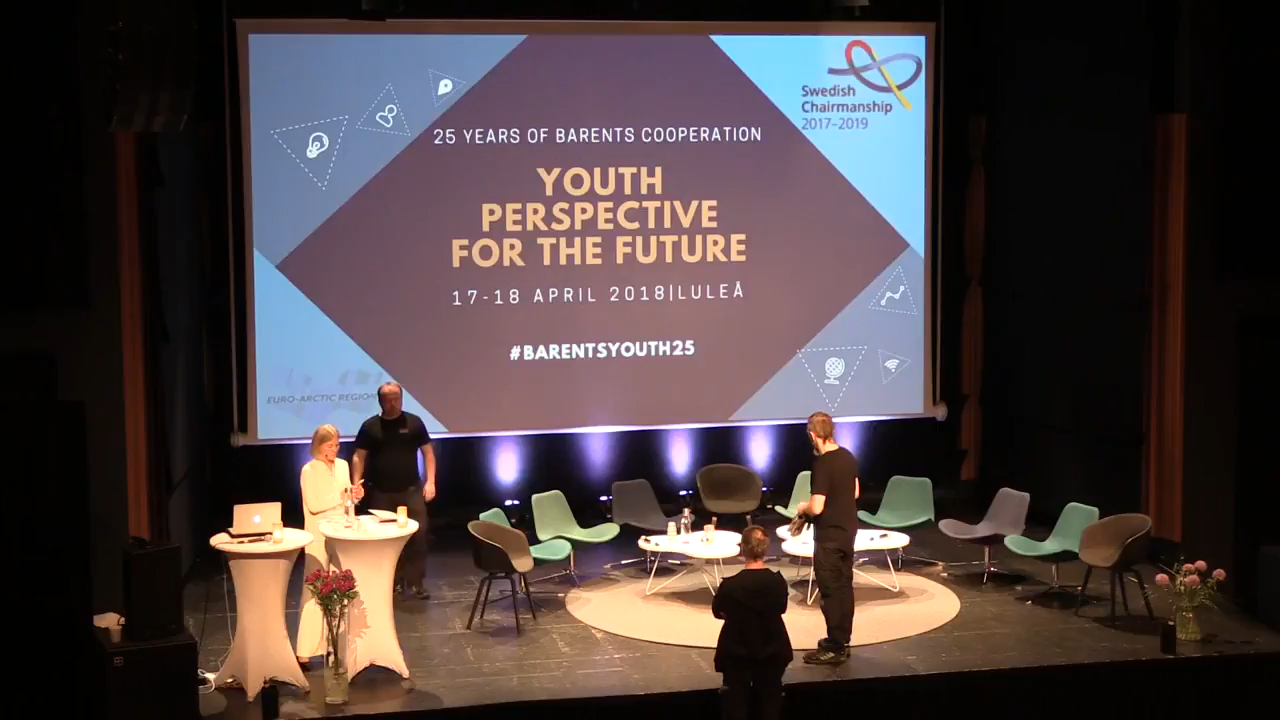 Swedish
Chairmanship
2017–2019
25 YEARS OF BARENTS COOPERATION
YOUTH
PERSPECTIVE
FOR THE FUTURE
17-18 APRIL 2018|LULEÅ
#BARENTSYOUTH25
EURO-ARCTIC REGION